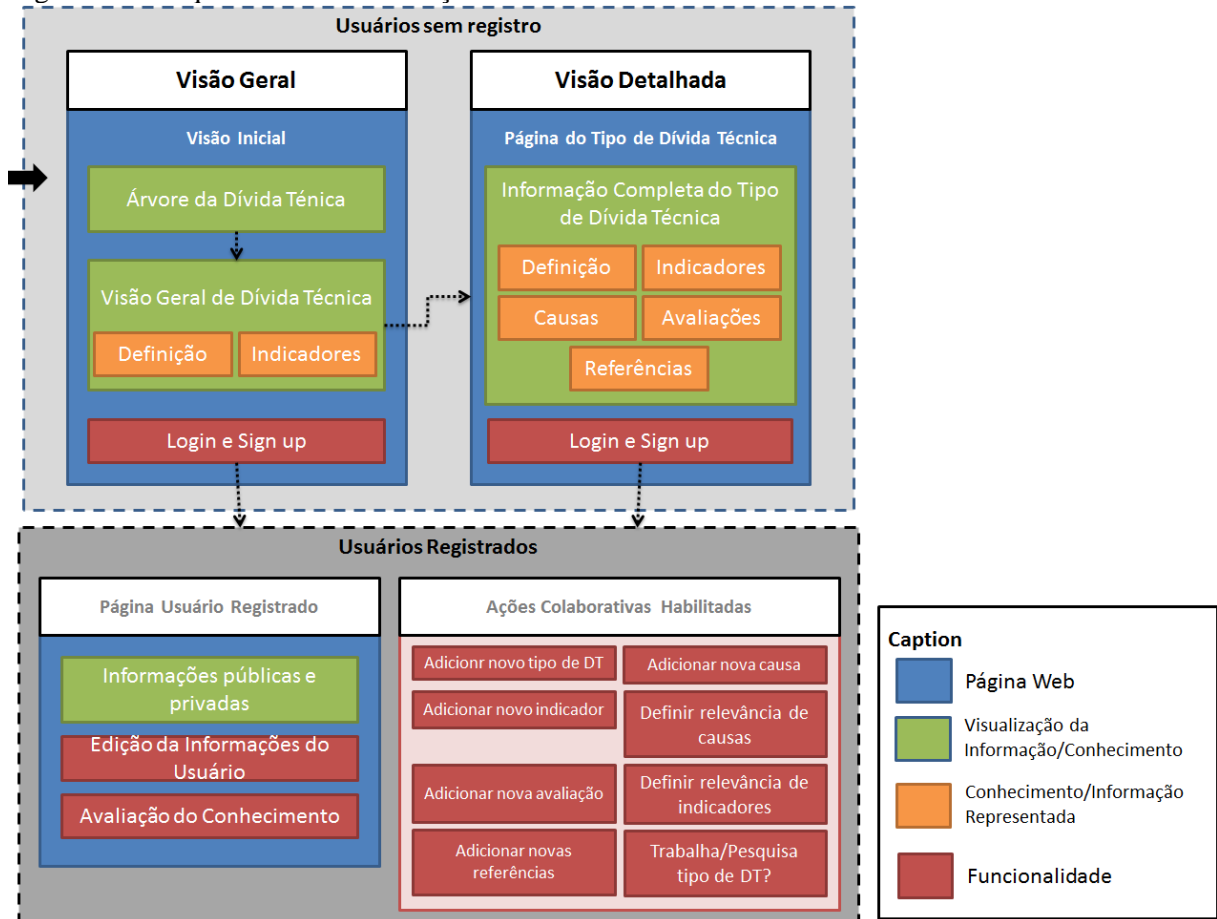 Usuários sem registro
Visão Geral
Visão Inicial
Árvore da Dívida Ténica
Visão Geral de Dívida Técnica
Definição
Indicadores
Login e Sign up
Visão Detalhada
Página do Tipo de Dívida Técnica
Informação Completa do Tipo
de Dívida Técnica
Definição
Indicadores
Causas
Avaliações
Referências
Login e Sign up
Usuários Registrados
Página Usuário Registrado
Informações públicas e
privadas
Edição da Informações do
Usuário
Avaliação do Conhecimento
Ações Colaborativas Habilitadas
Adicionr novo tipo de DT
Adicionar nova causa
Adicionar novo indicador
Definir relevância de
causas
Adicionar nova avaliação
Definir relevância de
indicadores
Adicionar novas
referências
Trabalha/Pesquisa
tipo de DT?
Caption
Página Web
Visualização da
Informação/Conhecimento
Conhecimento/Informação
Representada
Funcionalidade